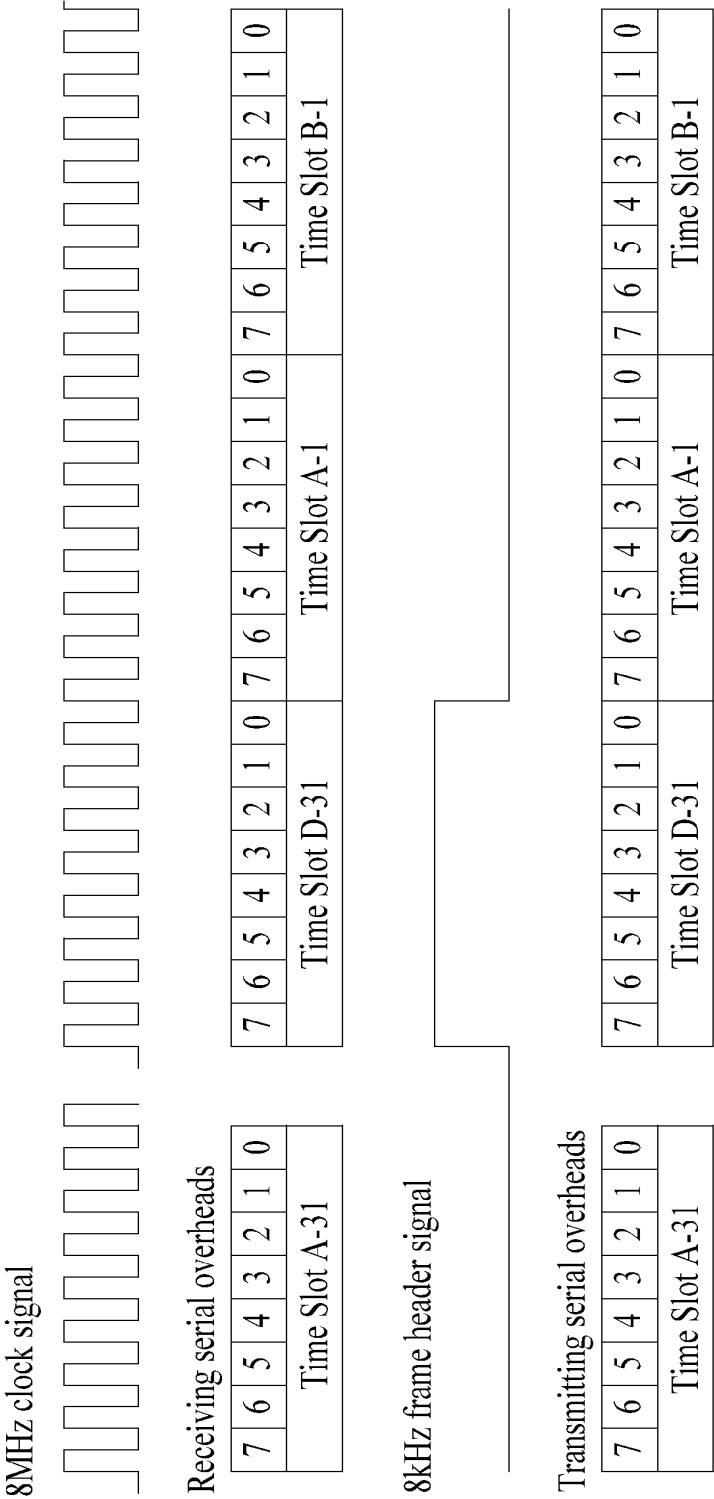 8MHz clock signal
Receiving serial overheads
7 6 5 4 3 2 1 0 7 6 5 4 3 2 1 0 7 6 5 4 3 2 1 0 7 6 5 4 3 2 1 0
Time Slot A-31 Time Slot D-31 Time Slot A-1 Time Slot B-1
8kHz frame header signal
Transmitting serial overheads
7 6 5 4 3 2 1 0 7 6 5 4 3 2 1 0 7 6 5 4 3 2 1 0 7 6 5 4 3 2 1 0
Time Slot A-31 Time Slot D-31 Time Slot A-1 Time Slot B-1